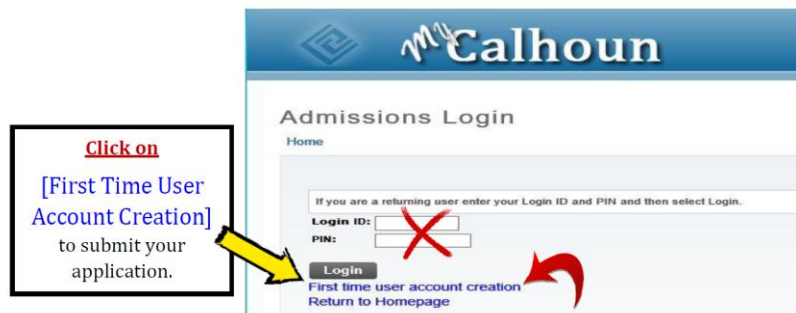 my Calhoun
Admissions Login
Home
Click on
[First Time User
Account Creation]
to submit your
application.
If you are a returning user enter your Login ID and PIN and then select Login.
Login ID:
PIN:
Login
First time user account creation
Return to Homepage